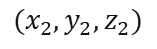 (x₂, y₂, z₂)